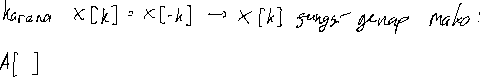 karena X[k] = X[-k] → X[k] fungsi genap maka:
A[ ]